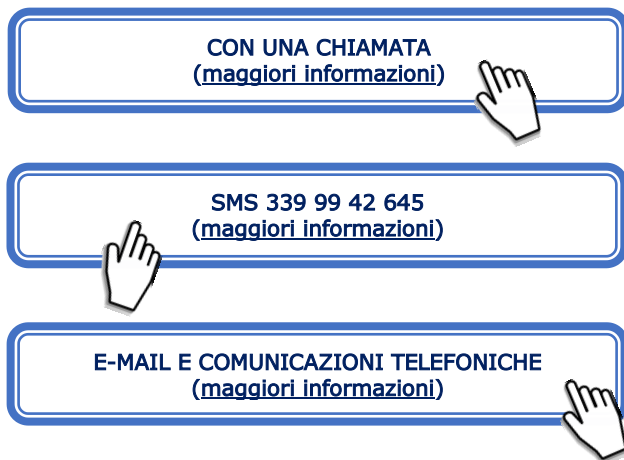 CON UNA CHIAMATA
(maggiori informazioni)
SMS 339 99 42 645
(maggiori informazioni)
E-MAIL E COMUNICAZIONI TELEFONICHE
(maggiori informazioni)